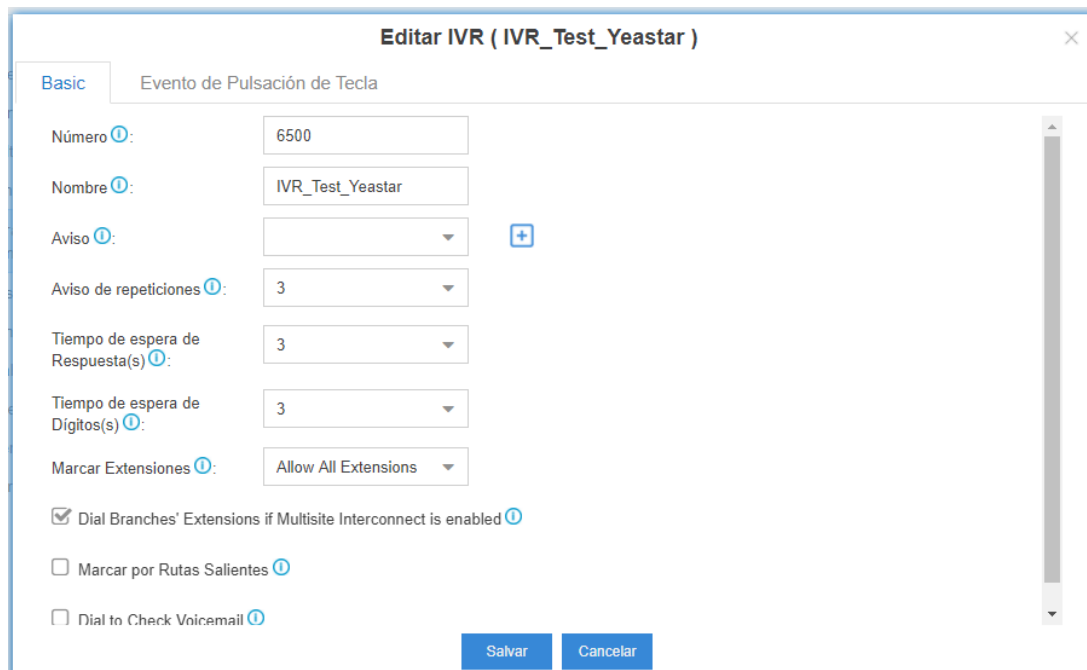 Editar IVR ( IVR_Test_Yeastar )
Basic Evento de Pulsación de Tecla
Número : 6500
Nombre : IVR_Test_Yeastar
Aviso :
Aviso de repeticiones : 3
Tiempo de espera de
Respuesta(s) : 3
Tiempo de espera de
Dígitos(s) : 3
Marcar Extensiones : Allow All Extensions
Dial Branches' Extensions if Multisite Interconnect is enabled
Marcar por Rutas Salientes
Dial to Check Voicemail
Salvar Cancelar